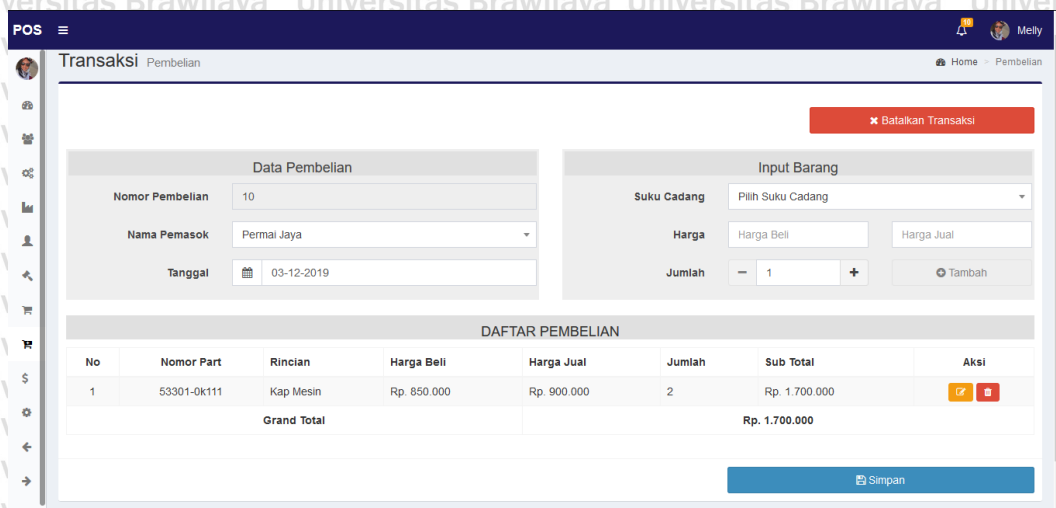 Universitas Brawijaya Universitas Brawijaya Universitas Brawijaya
POS 10 Melly
Transaksi Pembelian Home > Pembelian
Batalkan Transaksi
Data Pembelian Input Barang
Nomor Pembelian 10 Suku Cadang Pilih Suku Cadang
Nama Pemasok Permai Jaya Harga Harga Beli Harga Jual
Tanggal 03-12-2019 Jumlah − 1 + Tambah
DAFTAR PEMBELIAN
No Nomor Part Rincian Harga Beli Harga Jual Jumlah Sub Total Aksi
1 53301-0k111 Kap Mesin Rp. 850.000 Rp. 900.000 2 Rp. 1.700.000
Grand Total Rp. 1.700.000
Simpan